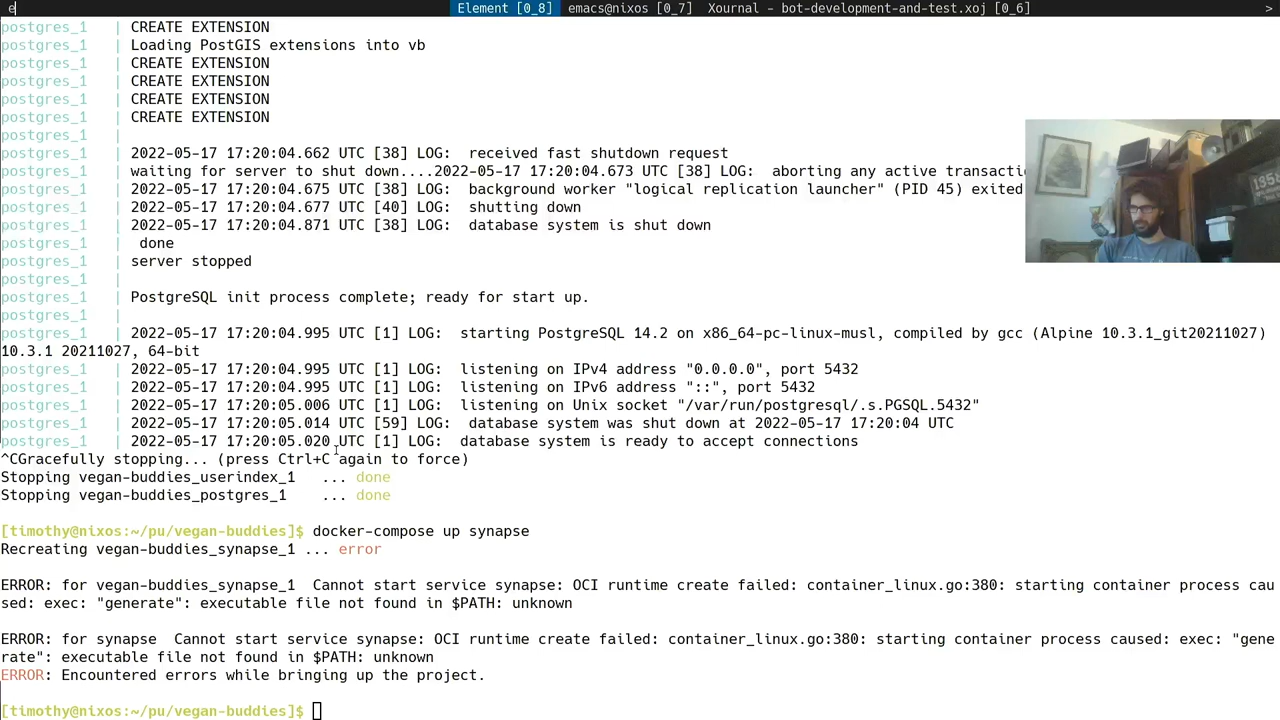 e
Element [0_8] emacs@nixos [0_7] Xournal - bot-development-and-test.xoj [0_6] >
postgres_1 | CREATE EXTENSION
postgres_1 | Loading PostGIS extensions into vb
postgres_1 | CREATE EXTENSION
postgres_1 | CREATE EXTENSION
postgres_1 | CREATE EXTENSION
postgres_1 | CREATE EXTENSION
postgres_1 |
postgres_1 | 2022-05-17 17:20:04.662 UTC [38] LOG:  received fast shutdown request
postgres_1 | waiting for server to shut down....2022-05-17 17:20:04.673 UTC [38] LOG:  aborting any active transacti
postgres_1 | 2022-05-17 17:20:04.675 UTC [38] LOG:  background worker "logical replication launcher" (PID 45) exited
postgres_1 | 2022-05-17 17:20:04.677 UTC [40] LOG:  shutting down
postgres_1 | 2022-05-17 17:20:04.871 UTC [38] LOG:  database system is shut down
postgres_1 |  done
postgres_1 | server stopped
postgres_1 |
postgres_1 | PostgreSQL init process complete; ready for start up.
postgres_1 |
postgres_1 | 2022-05-17 17:20:04.995 UTC [1] LOG:  starting PostgreSQL 14.2 on x86_64-pc-linux-musl, compiled by gcc (Alpine 10.3.1_git20211027)
10.3.1 20211027, 64-bit
postgres_1 | 2022-05-17 17:20:04.995 UTC [1] LOG:  listening on IPv4 address "0.0.0.0", port 5432
postgres_1 | 2022-05-17 17:20:04.995 UTC [1] LOG:  listening on IPv6 address "::", port 5432
postgres_1 | 2022-05-17 17:20:05.006 UTC [1] LOG:  listening on Unix socket "/var/run/postgresql/.s.PGSQL.5432"
postgres_1 | 2022-05-17 17:20:05.014 UTC [59] LOG:  database system was shut down at 2022-05-17 17:20:04 UTC
postgres_1 | 2022-05-17 17:20:05.020 UTC [1] LOG:  database system is ready to accept connections
^CGracefully stopping... (press Ctrl+C again to force)
Stopping vegan-buddies_userindex_1   ... done
Stopping vegan-buddies_postgres_1    ... done
[timothy@nixos:~/pu/vegan-buddies]$ docker-compose up synapse
Recreating vegan-buddies_synapse_1 ... error
ERROR: for vegan-buddies_synapse_1  Cannot start service synapse: OCI runtime create failed: container_linux.go:380: starting container process cau
sed: exec: "generate": executable file not found in $PATH: unknown
ERROR: for synapse  Cannot start service synapse: OCI runtime create failed: container_linux.go:380: starting container process caused: exec: "gene
rate": executable file not found in $PATH: unknown
ERROR: Encountered errors while bringing up the project.
[timothy@nixos:~/pu/vegan-buddies]$